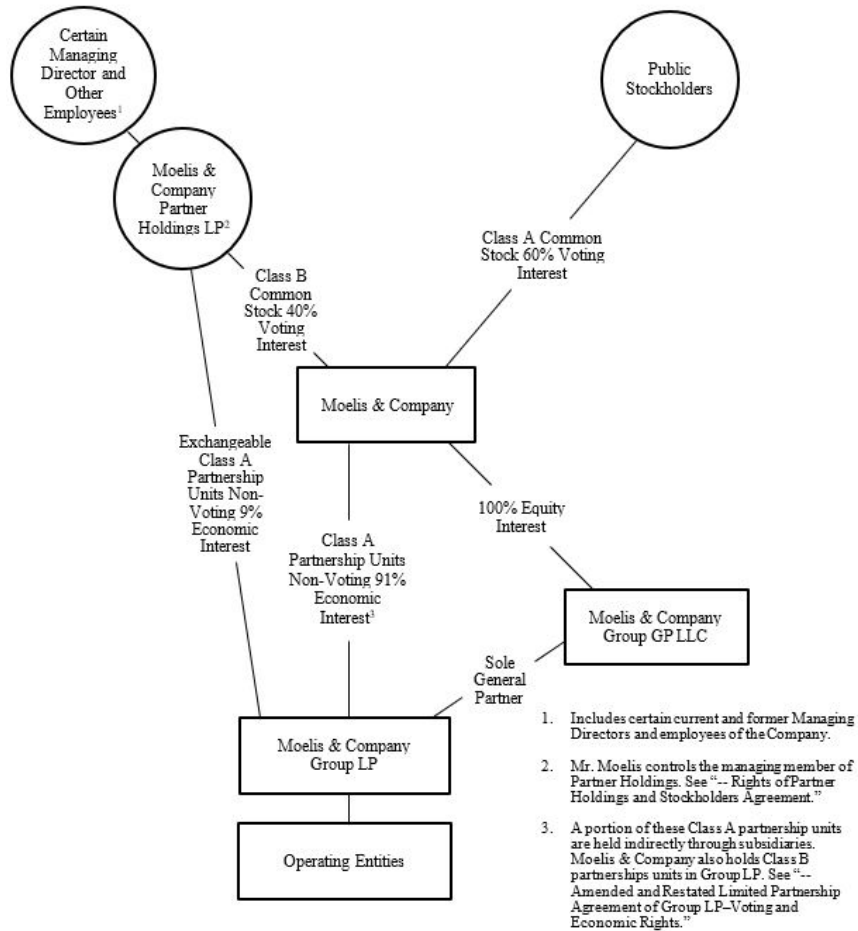 Certain
Managing
Director and
Other
Employees¹
Public
Stockholders
Moelis &
Company
Partner
Holdings LP²
Class A Common
Stock 60% Voting
Interest
Class B
Common
Stock 40%
Voting
Interest
Moelis & Company
Exchangeable
Class A
Partnership
Units Non-
Voting 9%
Economic
Interest
Class A
Partnership Units
Non-Voting 91%
Economic
Interest³
100% Equity
Interest
Moelis & Company
Group GP LLC
Sole
General
Partner
Moelis & Company
Group LP
Operating Entities
1. Includes certain current and former Managing
Directors and employees of the Company.
2. Mr. Moelis controls the managing member of
Partner Holdings. See “-- Rights of Partner
Holdings and Stockholders Agreement.”
3. A portion of these Class A partnership units
are held indirectly through subsidiaries.
Moelis & Company also holds Class B
partnerships units in Group LP. See “--
Amended and Restated Limited Partnership
Agreement of Group LP–Voting and
Economic Rights.”